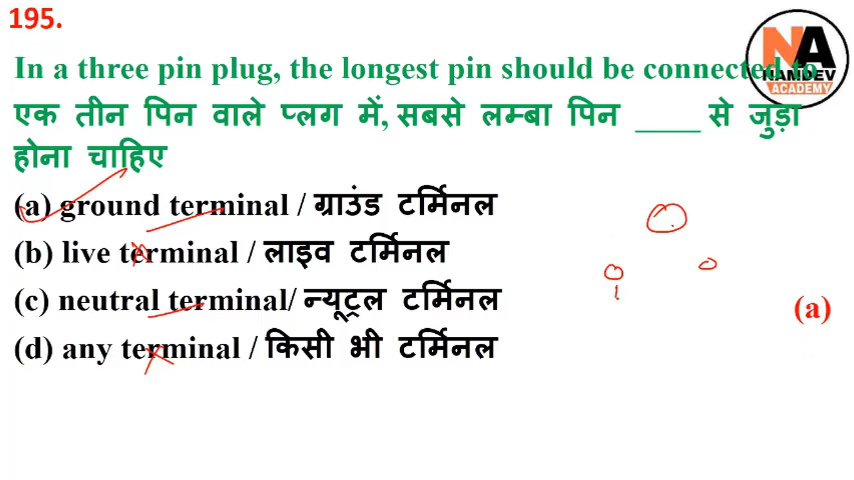 195.
NA
NAMDEV
ACADEMY
In a three pin plug, the longest pin should be connected to
एक तीन पिन वाले प्लग में, सबसे लम्बा पिन ____ से जुड़ा
होना चाहिए
(a) ground terminal / ग्राउंड टर्मिनल
(b) live terminal / लाइव टर्मिनल
(c) neutral terminal/ न्यूट्रल टर्मिनल
(a)
(d) any terminal / किसी भी टर्मिनल